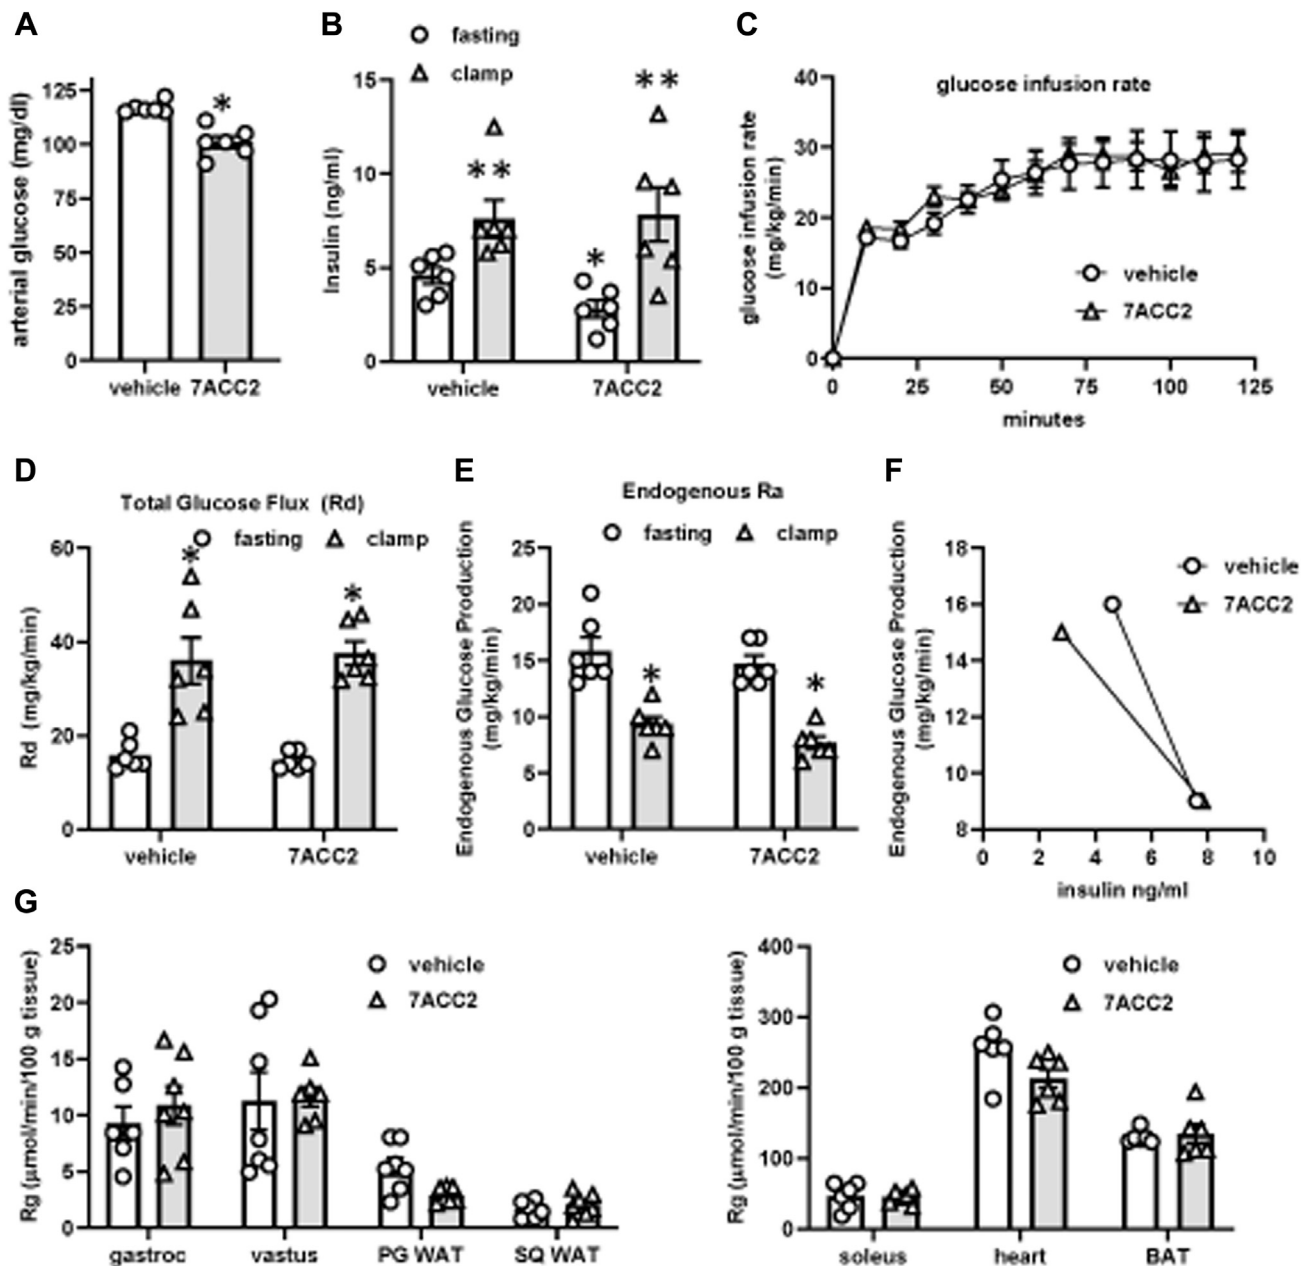 A
arterial glucose (mg/dl)
125
100
75
50
25
0
*
vehicle 7ACC2
B
fasting
clamp
Insulin (ng/ml)
15
10
5
0
**
*
**
vehicle 7ACC2
C
glucose infusion rate
glucose infusion rate
(mg/kg/min)
40
30
20
10
0
vehicle
7ACC2
0 25 50 75 100 125
minutes
D
Total Glucose Flux (Rd)
fasting clamp
Rd (mg/kg/min)
60
40
20
0
*
*
vehicle 7ACC2
E
Endogenous Ra
fasting clamp
Endogenous Glucose Production
(mg/kg/min)
25
20
15
10
5
0
*
*
vehicle 7ACC2
F
Endogenous Glucose Production
(mg/kg/min)
18
16
14
12
10
8
vehicle
7ACC2
0 2 4 6 8 10
insulin ng/ml
G
Rg (µmol/min/100 g tissue)
25
20
15
10
5
0
vehicle
7ACC2
gastroc vastus PG WAT SQ WAT
Rg (µmol/min/100 g tissue)
400
300
200
100
0
vehicle
7ACC2
soleus heart BAT